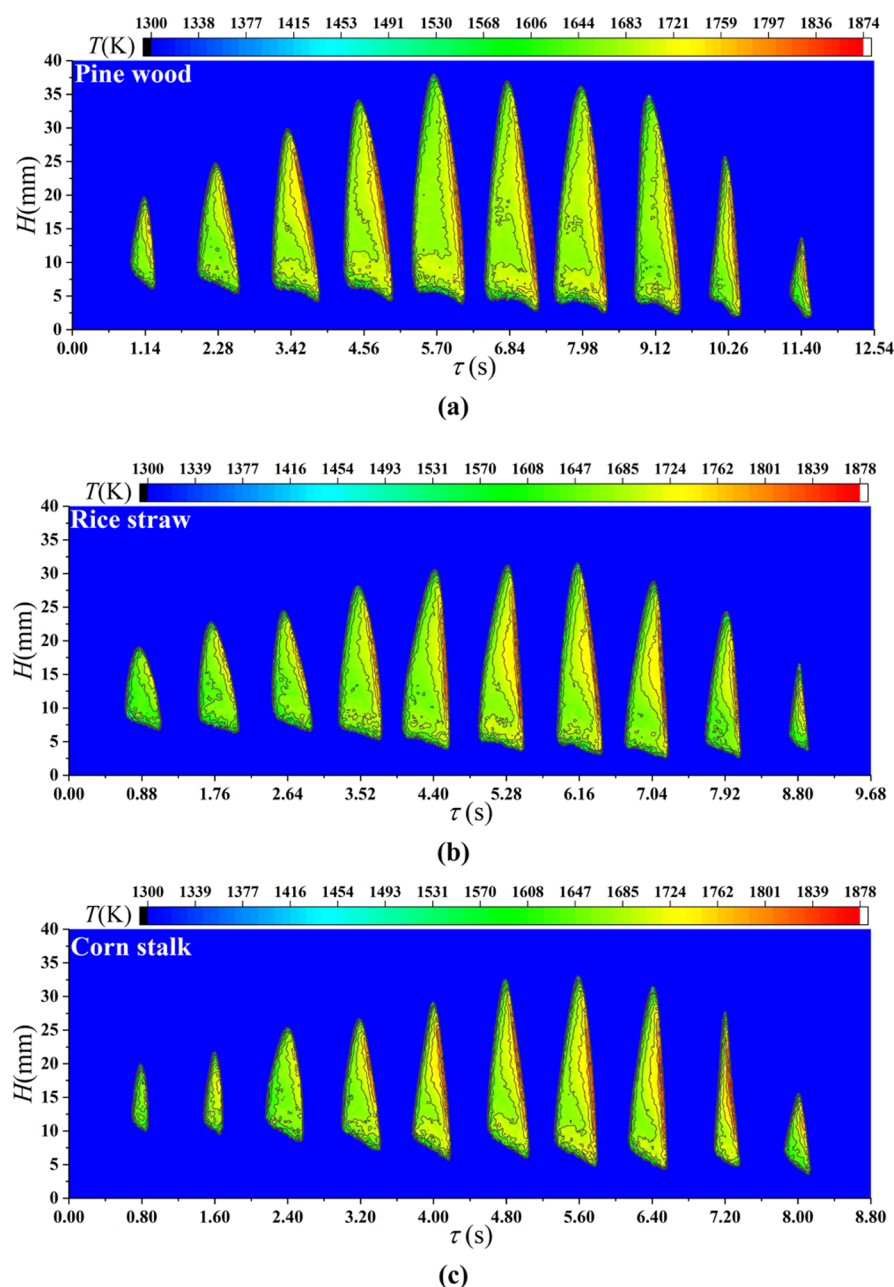 1300 1338 1376 1415 1453 1491 1530 1568 1606 1644 1683 1721 1759 1797 1836 1874
T(K)
Pine wood
40
35
30
25
20
15
10
5
0
H(mm)
0.00 1.14 2.28 3.42 4.56 5.70 6.84 7.98 9.12 10.26 11.40 12.54
τ (s)
(a)
1300 1339 1377 1416 1454 1493 1531 1570 1608 1647 1685 1724 1762 1801 1839 1878
T(K)
Rice straw
40
35
30
25
20
15
10
5
0
H(mm)
0.00 0.88 1.76 2.64 3.52 4.40 5.28 6.16 7.04 7.92 8.80 9.68
τ (s)
(b)
1300 1339 1377 1416 1454 1493 1531 1570 1608 1647 1685 1724 1762 1801 1839 1878
T(K)
Corn stalk
40
35
30
25
20
15
10
5
0
H(mm)
0.00 0.80 1.60 2.40 3.20 4.00 4.80 5.60 6.40 7.20 8.00 8.80
τ (s)
(c)